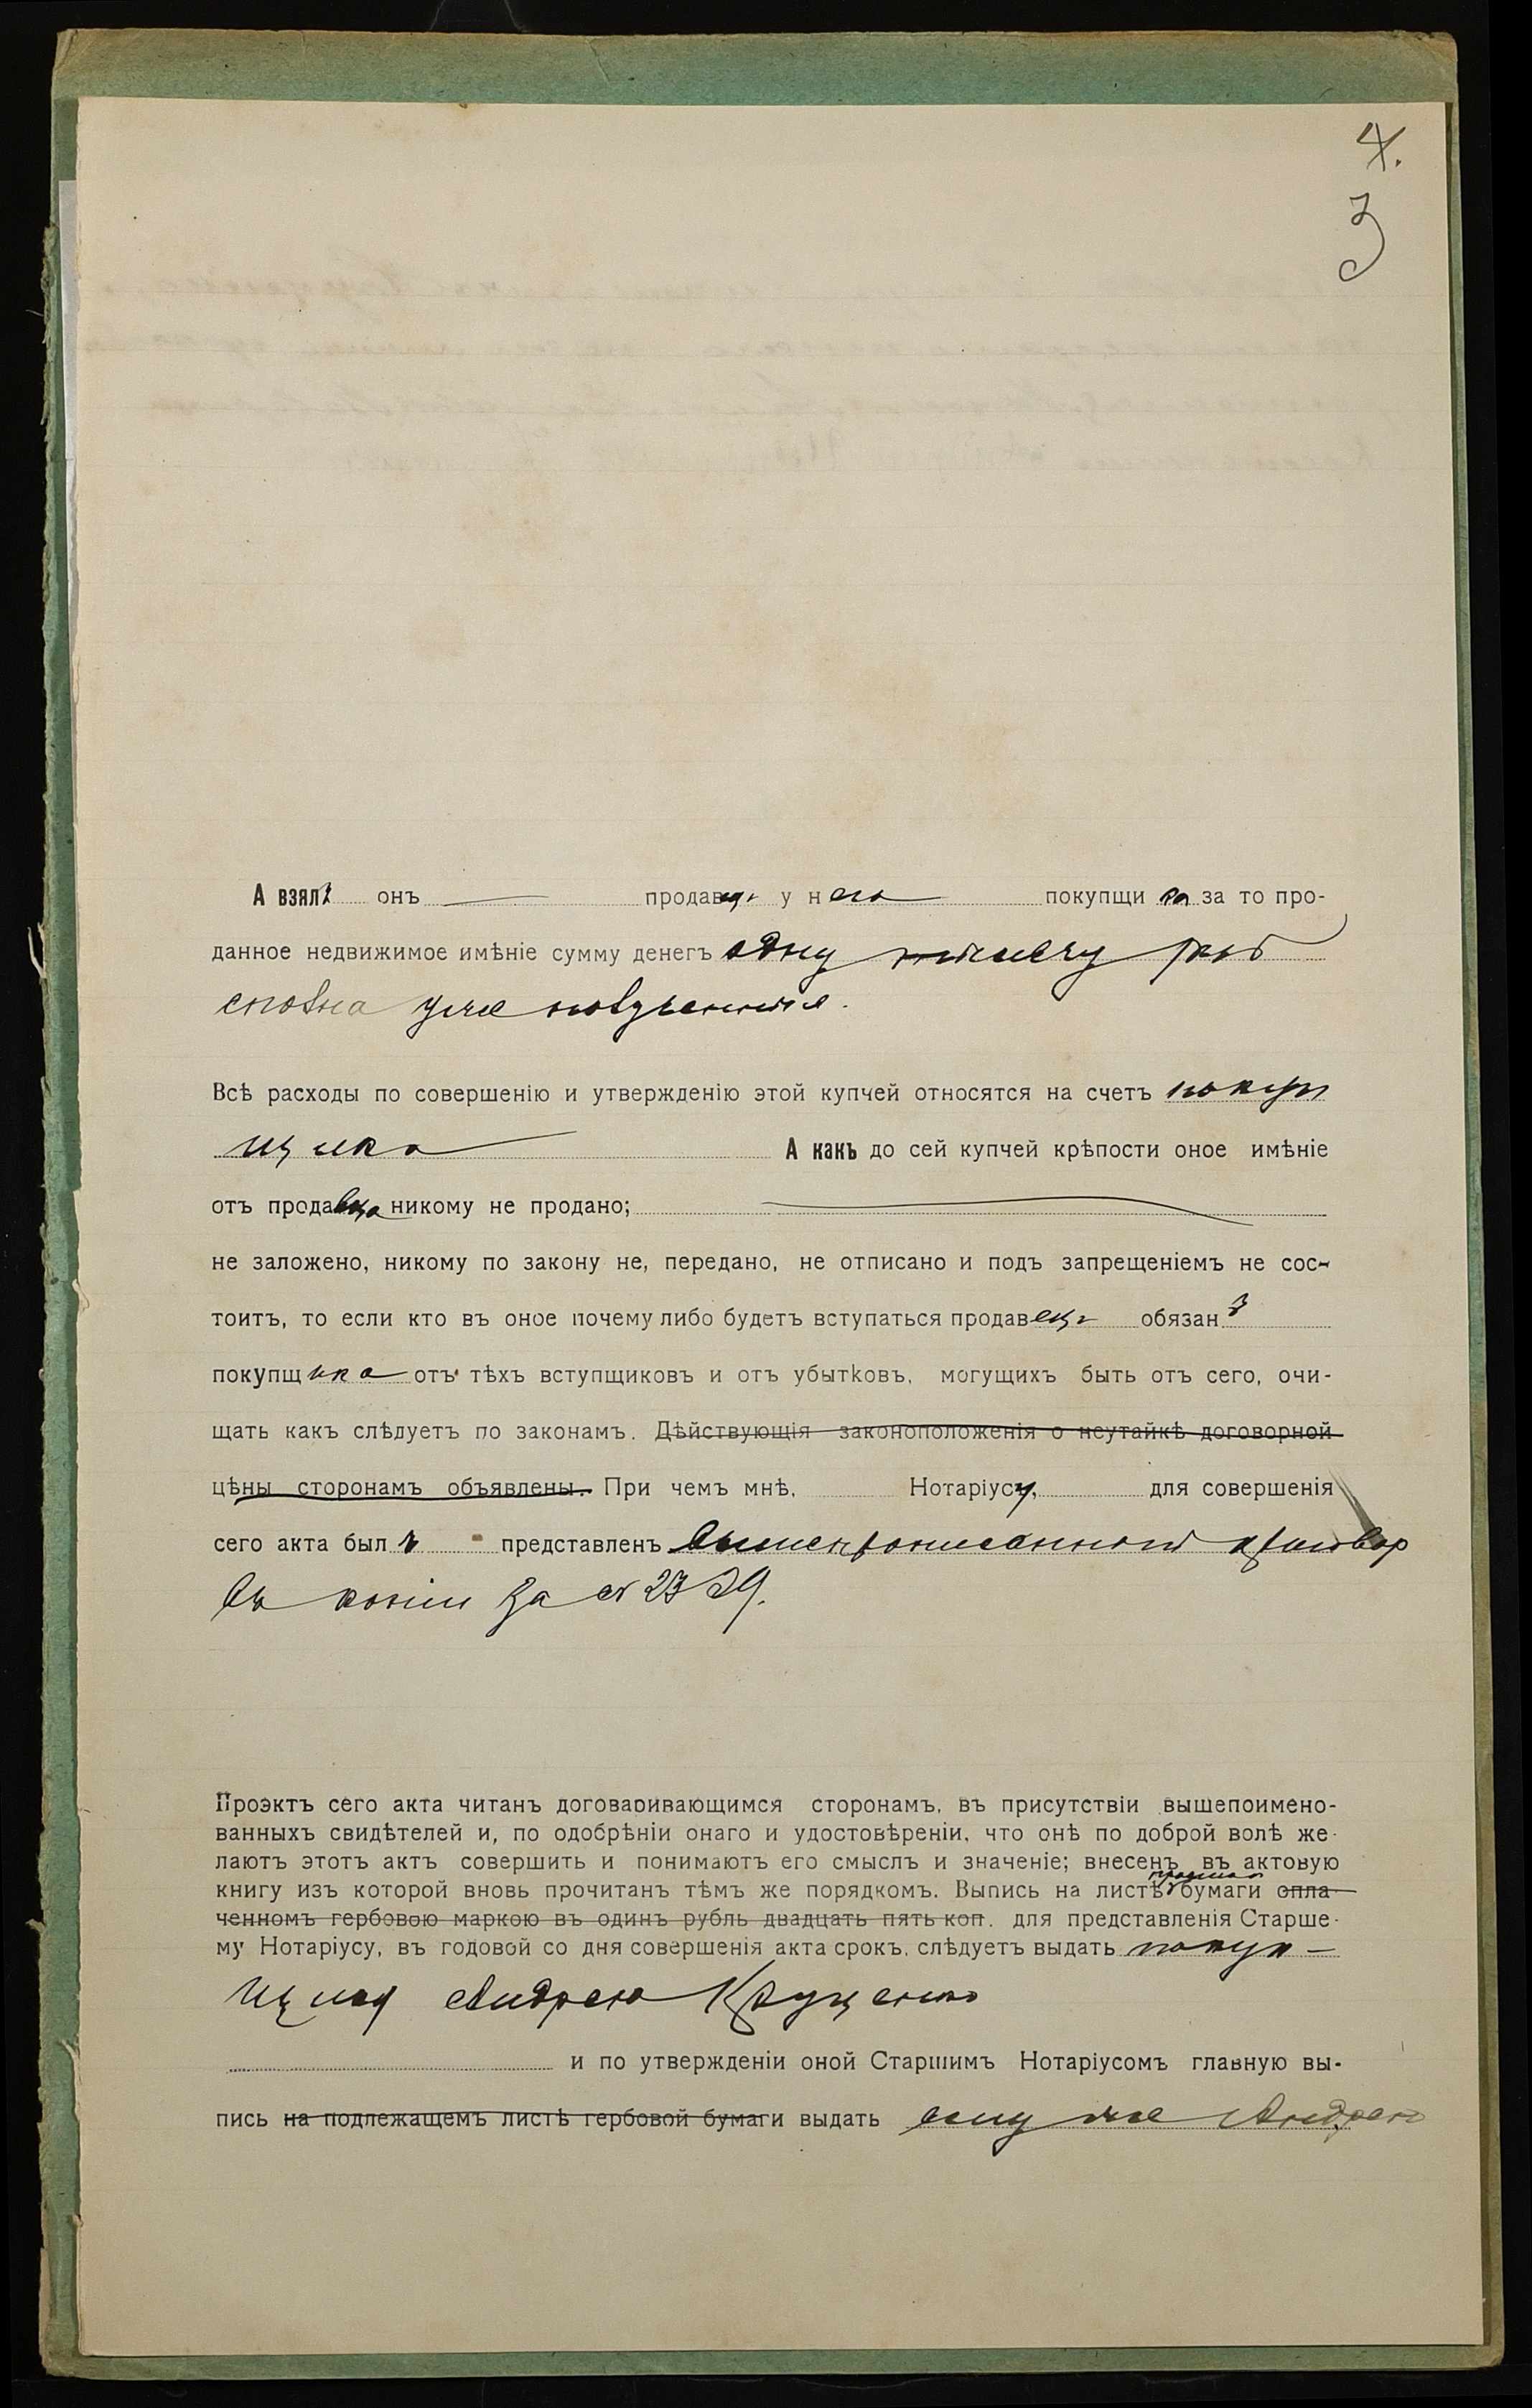 4.
3
А взялъ онъ продавецъ у него покупщи ка за то про-
данное недвижимое имѣніе сумму денегъ одну тысячу руб
сполна уже полученныя.
Всѣ расходы по совершенію и утвержденію этой купчей относятся на счетъ покуп
щика А какъ до сей купчей крѣпости оное имѣніе
отъ продавца никому не продано;
не заложено, никому по закону не, передано, не отписано и подъ запрещеніемъ не сос-
тоитъ, то если кто въ оное почему либо будетъ вступаться продавецъ обязанъ
покупщика отъ тѣхъ вступщиковъ и отъ убытковъ, могущихъ быть отъ сего, очи-
щать какъ слѣдуетъ по законамъ. Дѣйствующія законоположенія о неутайкѣ договорной
цѣны сторонамъ объявлены. При чемъ мнѣ, Нотаріусу, для совершенія
сего акта былъ представленъ приговор
въ копіи за № 2329.
Проэктъ сего акта читанъ договаривающимся сторонамъ, въ присутствіи вышепоимено-
ванныхъ свидѣтелей и, по одобрѣніи онаго и удостовѣреніи, что онѣ по доброй волѣ же-
лаютъ этотъ актъ совершить и понимаютъ его смыслъ и значеніе; внесенъ въ актовую
книгу изъ которой вновь прочитанъ тѣмъ же порядкомъ. Выпись на листѣ простой бумаги опла-
ченномъ гербовою маркою въ одинъ рубль двадцать пять коп. для представленія Старше-
му Нотаріусу, въ годовой со дня совершенія акта срокъ, слѣдуетъ выдать покуп-
щику Андрею Крущенко
и по утвержденіи оной Старшимъ Нотаріусомъ главную вы-
пись на подлежащемъ листѣ гербовой бумаги выдать ему же Андрею